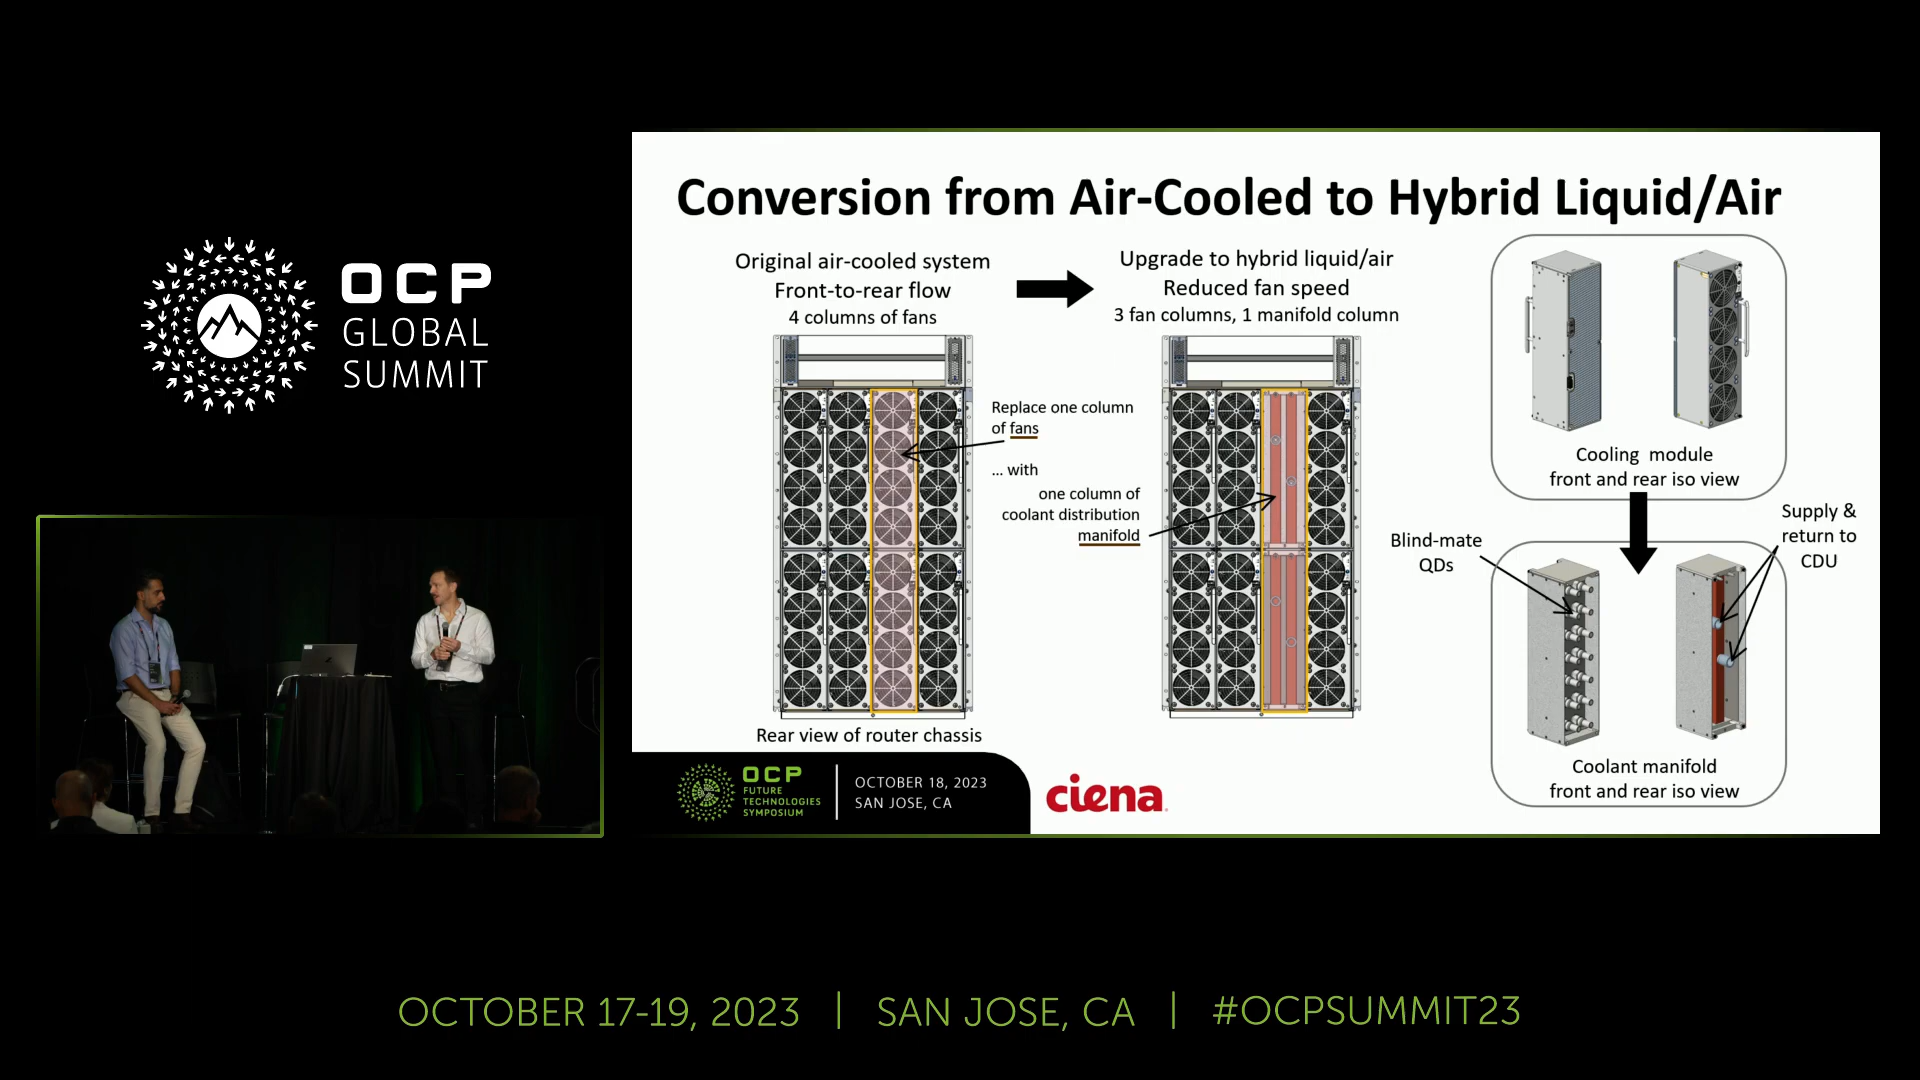 OCP
GLOBAL
SUMMIT
Conversion from Air-Cooled to Hybrid Liquid/Air
Original air-cooled system
Front-to-rear flow
4 columns of fans
Upgrade to hybrid liquid/air
Reduced fan speed
3 fan columns, 1 manifold column
Replace one column
of fans
... with
one column of
coolant distribution
manifold
Rear view of router chassis
Cooling module
front and rear iso view
Blind-mate
QDs
Supply &
return to
CDU
Coolant manifold
front and rear iso view
OCP
FUTURE
TECHNOLOGIES
SYMPOSIUM
OCTOBER 18, 2023
SAN JOSE, CA
ciena
OCTOBER 17-19, 2023 | SAN JOSE, CA | #OCPSUMMIT23